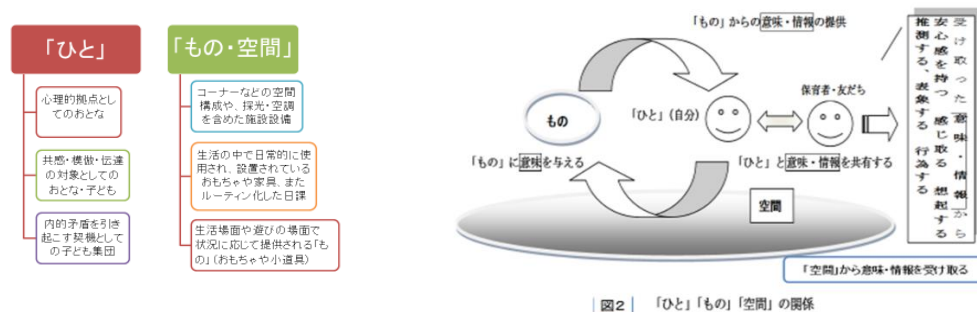 「ひと」
心理的拠点とし
てのおとな
共感・模倣・伝達
の対象としての
おとな・子ども
内的矛盾を引き
起こす契機として
の子ども集団
「もの・空間」
コーナーなどの空間
構成や、採光・空調
を含めた施設設備
生活の中で日常的に使
用され、設置されている
おもちゃや家具、また
ルーティン化した日課
生活場面や遊びの場面で
状況に応じて提供される「も
の」(おもちゃや小道具)
「もの」からの意味・情報の提供
もの
「ひと」(自分)
保育者・友だち
「もの」に意味を与える
「ひと」と意味・情報を共有する
空間
受け取った「意味・情報」から
安心感を持つ 感じ取る 想起する
推測する、表象する 行為する
「空間」から意味・情報を受け取る
図2 「ひと」「もの」「空間」の関係